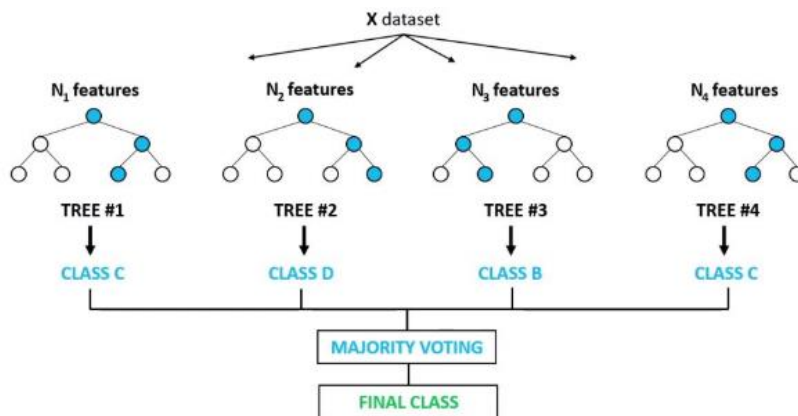 X dataset
N₁ features N₂ features N₃ features N₄ features
TREE #1 TREE #2 TREE #3 TREE #4
CLASS C CLASS D CLASS B CLASS C
MAJORITY VOTING
FINAL CLASS